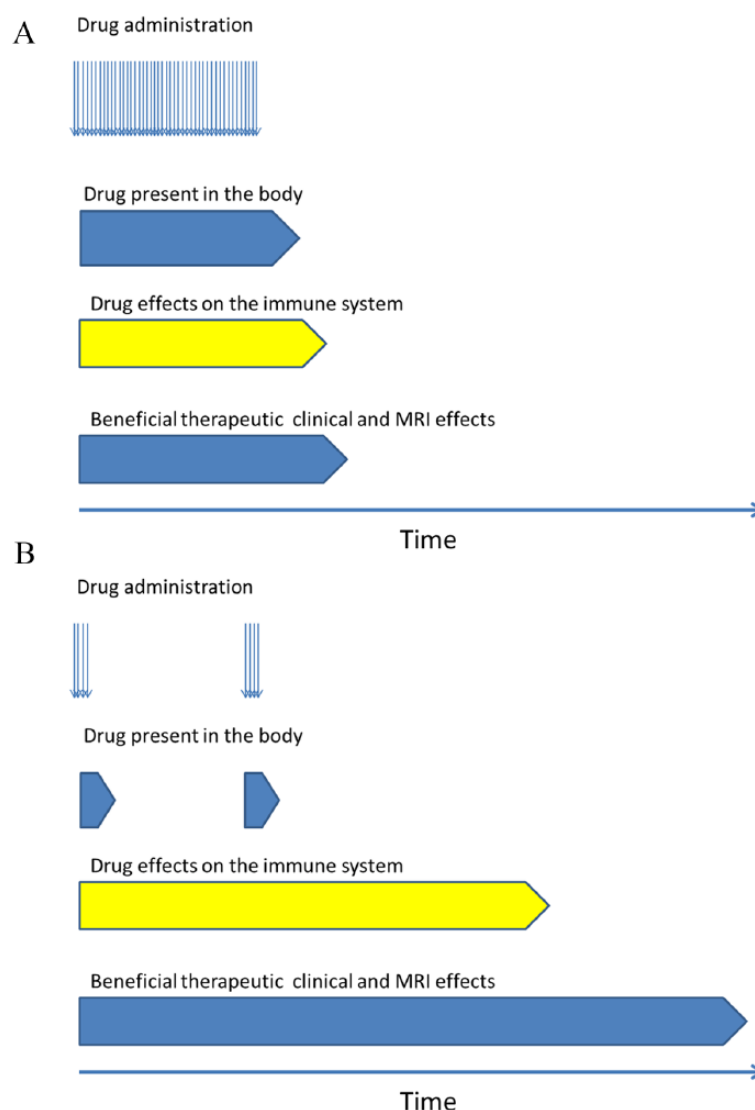 A
Drug administration
Drug present in the body
Drug effects on the immune system
Beneficial therapeutic clinical and MRI effects
Time
B
Drug administration
Drug present in the body
Drug effects on the immune system
Beneficial therapeutic clinical and MRI effects
Time